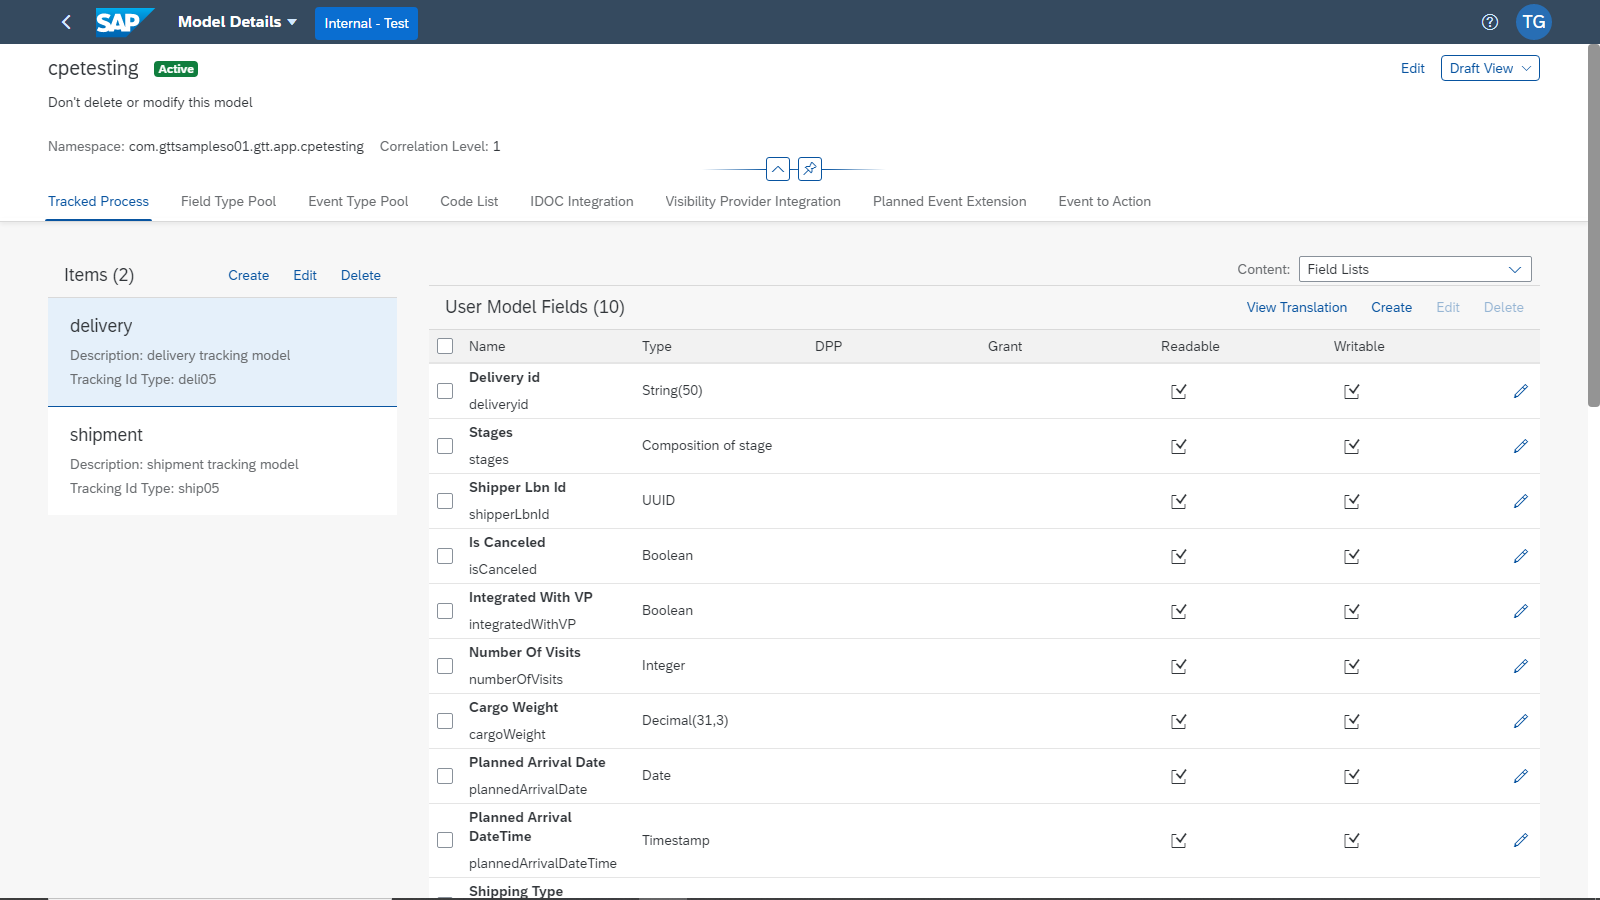 SAP Model Details Internal - Test TG
cpetesting Active Edit Draft View
Don't delete or modify this model
Namespace: com.gttsampleso01.gtt.app.cpetesting Correlation Level: 1
Tracked Process Field Type Pool Event Type Pool Code List IDOC Integration Visibility Provider Integration Planned Event Extension Event to Action
Items (2) Create Edit Delete
delivery
Description: delivery tracking model
Tracking Id Type: deli05
shipment
Description: shipment tracking model
Tracking Id Type: ship05
Content: Field Lists
User Model Fields (10) View Translation Create Edit Delete
Name Type DPP Grant Readable Writable
Delivery id
deliveryid
String(50)
Stages
stages
Composition of stage
Shipper Lbn Id
shipperLbnId
UUID
Is Canceled
isCanceled
Boolean
Integrated With VP
integratedWithVP
Boolean
Number Of Visits
numberOfVisits
Integer
Cargo Weight
cargoWeight
Decimal(31,3)
Planned Arrival Date
plannedArrivalDate
Date
Planned Arrival
DateTime
plannedArrivalDateTime
Timestamp
Shipping Type